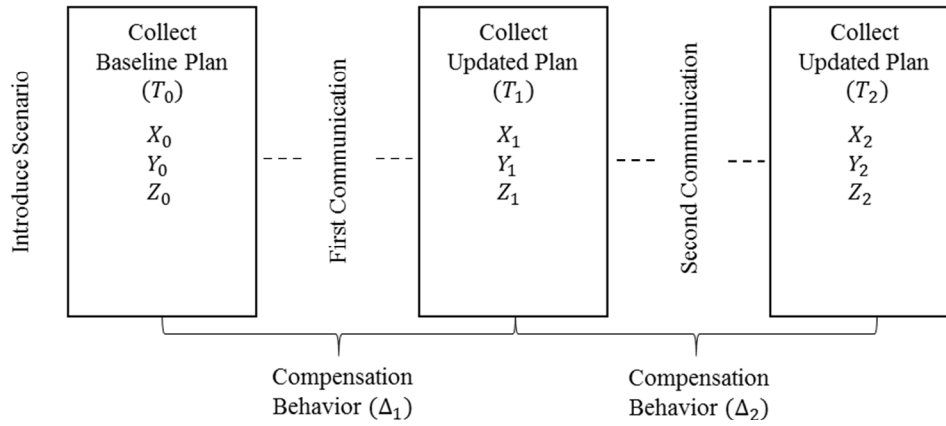 Introduce Scenario
Collect
Baseline Plan
(T₀)
X₀
Y₀
Z₀
First Communication
Collect
Updated Plan
(T₁)
X₁
Y₁
Z₁
Second Communication
Collect
Updated Plan
(T₂)
X₂
Y₂
Z₂
Compensation
Behavior (Δ₁)
Compensation
Behavior (Δ₂)